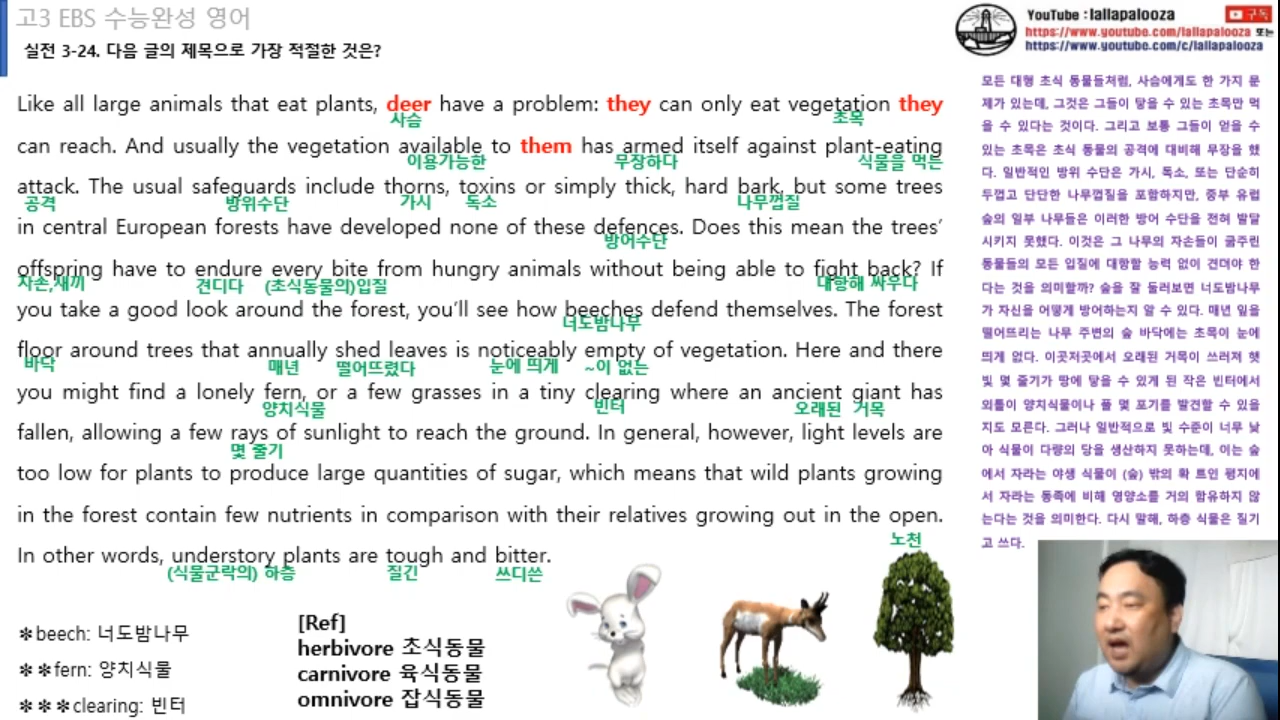 고3 EBS 수능완성 영어
실전 3-24. 다음 글의 제목으로 가장 적절한 것은?
Like all large animals that eat plants, deer have a problem: they can only eat vegetation they
사슴 초목
can reach. And usually the vegetation available to them has armed itself against plant-eating
이용가능한 무장하다 식물을 먹는
attack. The usual safeguards include thorns, toxins or simply thick, hard bark, but some trees
공격 방위수단 가시 독소 나무껍질
in central European forests have developed none of these defences. Does this mean the trees’
방어수단
offspring have to endure every bite from hungry animals without being able to fight back? If
자손,새끼 견디다 (초식동물의)입질 대항해 싸우다
you take a good look around the forest, you’ll see how beeches defend themselves. The forest
너도밤나무
floor around trees that annually shed leaves is noticeably empty of vegetation. Here and there
바닥 매년 떨어뜨렸다 눈에 띄게 ~이 없는
you might find a lonely fern, or a few grasses in a tiny clearing where an ancient giant has
양치식물 빈터 오래된 거목
fallen, allowing a few rays of sunlight to reach the ground. In general, however, light levels are
몇 줄기
too low for plants to produce large quantities of sugar, which means that wild plants growing
in the forest contain few nutrients in comparison with their relatives growing out in the open.
노천
In other words, understory plants are tough and bitter.
(식물군락의) 하층 질긴 쓰디쓴
✻beech: 너도밤나무
✻✻fern: 양치식물
✻✻✻clearing: 빈터
[Ref]
herbivore 초식동물
carnivore 육식동물
omnivore 잡식동물
YouTube : lallapalooza
구독
https://www.youtube.com/lallapalooza 또는
https://www.youtube.com/c/lallapalooza
모든 대형 초식 동물들처럼, 사슴에게도 한 가지 문
제가 있는데, 그것은 그들이 닿을 수 있는 초목만 먹
을 수 있다는 것이다. 그리고 보통 그들이 얻을 수
있는 초목은 초식 동물의 공격에 대비해 무장을 했
다. 일반적인 방위 수단은 가시, 독소, 또는 단순히
두껍고 단단한 나무껍질을 포함하지만, 중부 유럽
숲의 일부 나무들은 이러한 방어 수단을 전혀 발달
시키지 못했다. 이것은 그 나무의 자손들이 굶주린
동물들의 모든 입질에 대항할 능력 없이 견뎌야 한
다는 것을 의미할까? 숲을 잘 둘러보면 너도밤나무
가 자신을 어떻게 방어하는지 알 수 있다. 매년 잎을
떨어뜨리는 나무 주변의 숲 바닥에는 초목이 눈에
띄게 없다. 이곳저곳에서 오래된 거목이 쓰러져 햇
빛 몇 줄기가 땅에 닿을 수 있게 된 작은 빈터에서
외톨이 양치식물이나 풀 몇 포기를 발견할 수 있을
지도 모른다. 그러나 일반적으로 빛 수준이 너무 낮
아 식물이 다량의 당을 생산하지 못하는데, 이는 숲
에서 자라는 야생 식물이 (숲) 밖의 확 트인 평지에
서 자라는 동족에 비해 영양소를 거의 함유하지 않
는다는 것을 의미한다. 다시 말해, 하층 식물은 질기
고 쓰다.